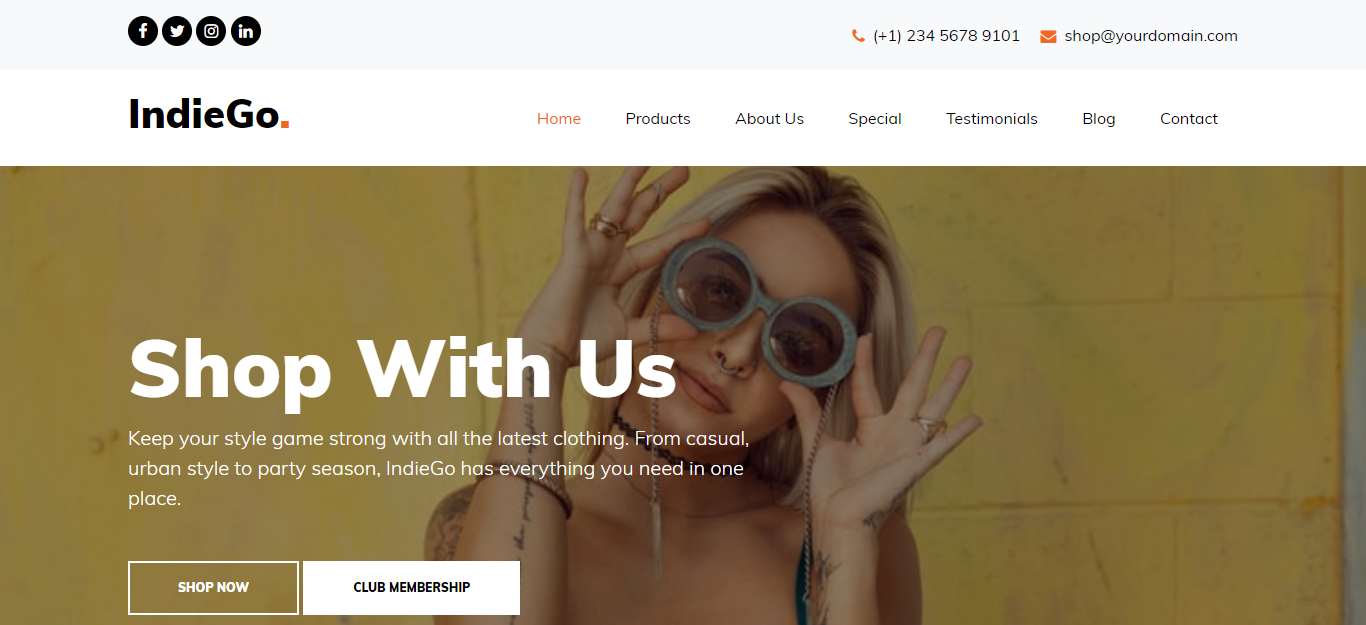 (+1) 234 5678 9101 shop@yourdomain.com
IndieGo.
Home Products About Us Special Testimonials Blog Contact
Shop With Us
Keep your style game strong with all the latest clothing. From casual,
urban style to party season, IndieGo has everything you need in one
place.
SHOP NOW CLUB MEMBERSHIP